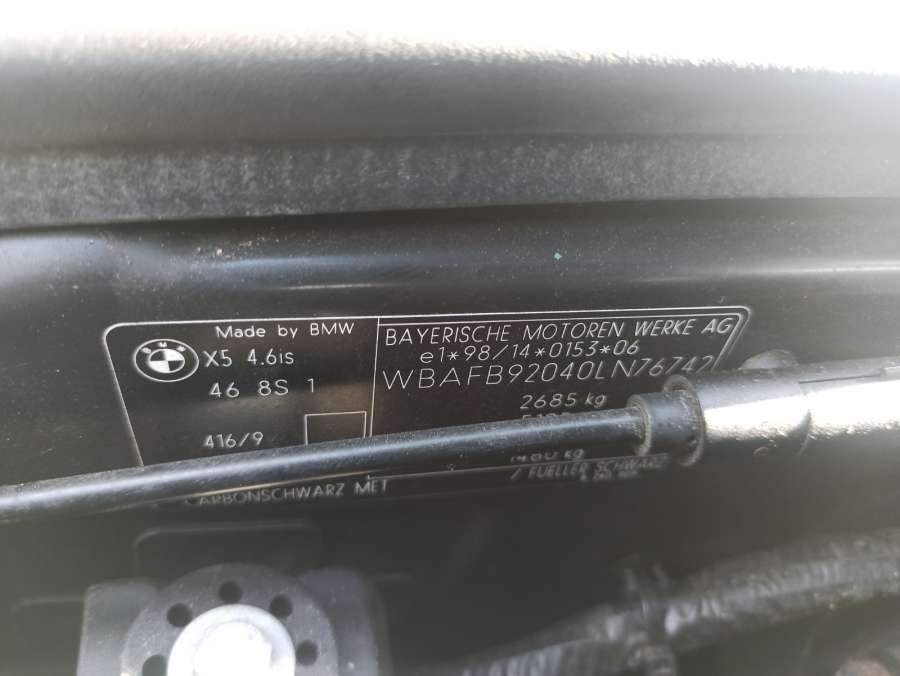 Made by BMW
X5 4.6is
46 8S 1
416/9
CARBONSCHWARZ MET
BAYERISCHE MOTOREN WERKE AG
e1*98/14*0153*06
WBAFB92040LN76742
2685 kg
kg
/ FUELLER SCHWARZ